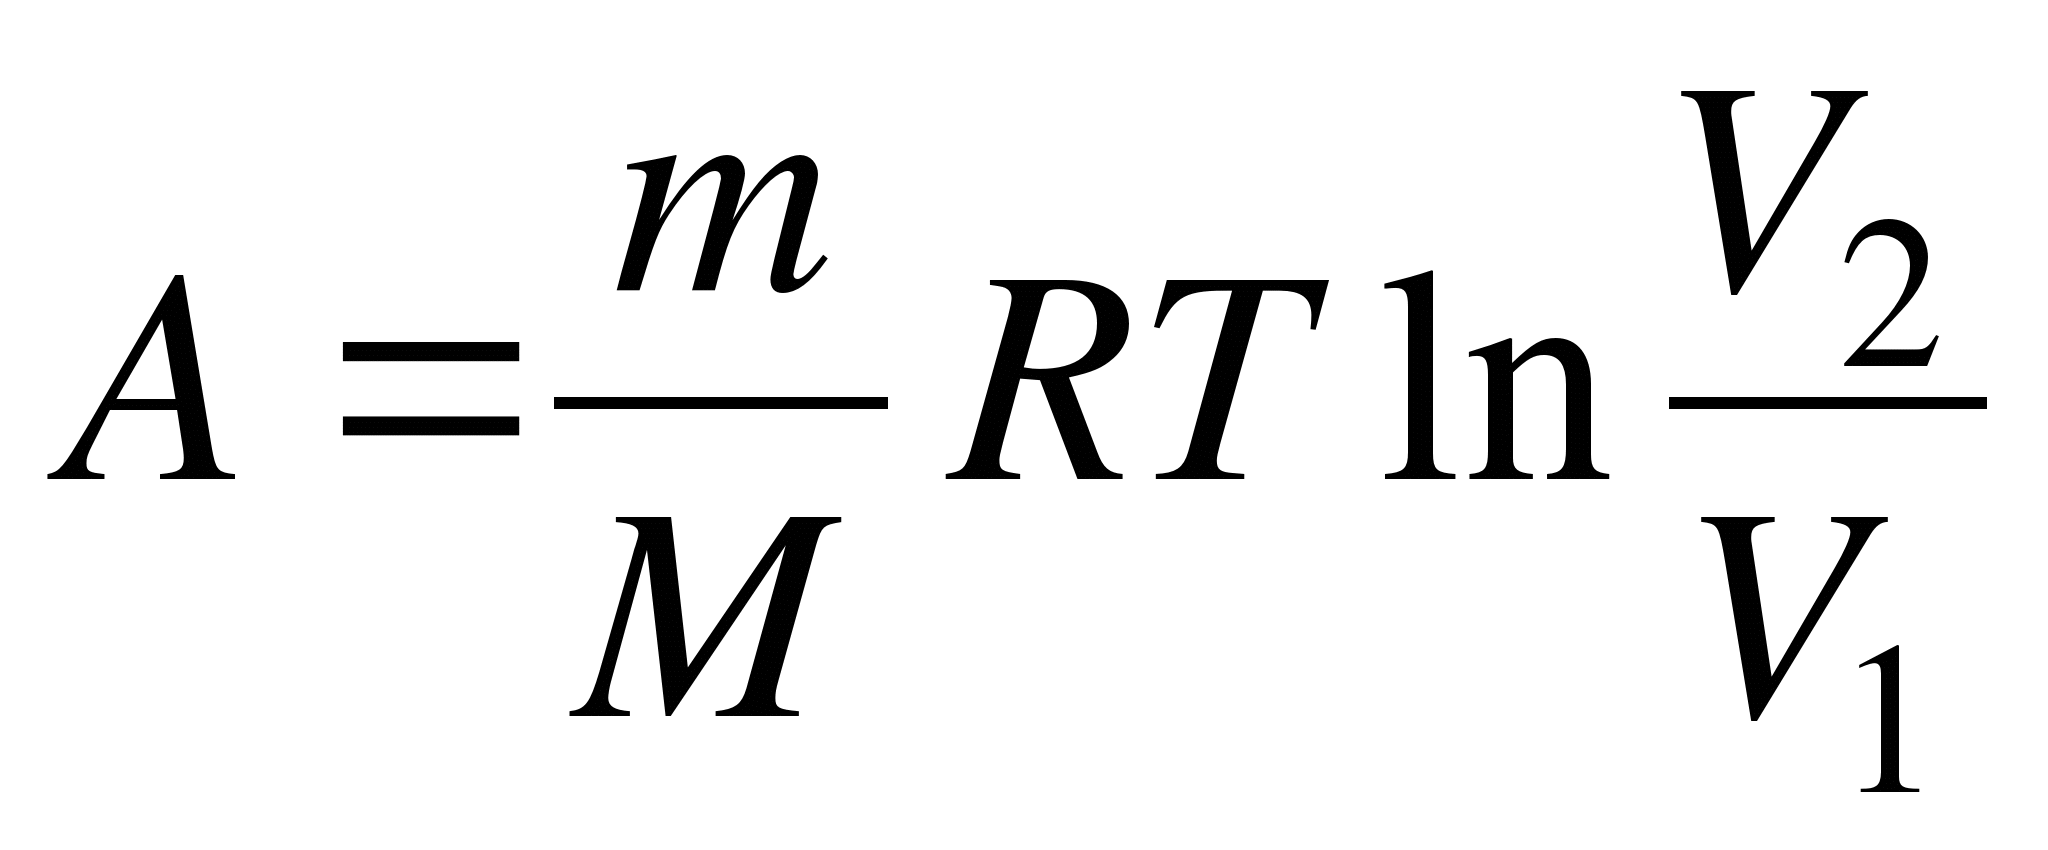 A = m/M RT ln V₂/V₁